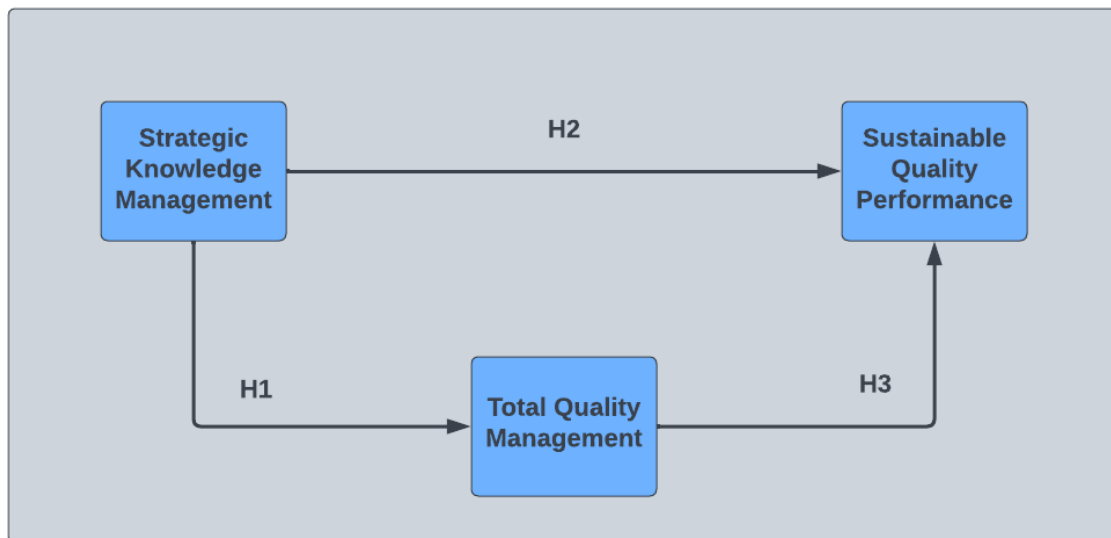 Strategic
Knowledge
Management
H2
Sustainable
Quality
Performance
H1
Total Quality
Management
H3